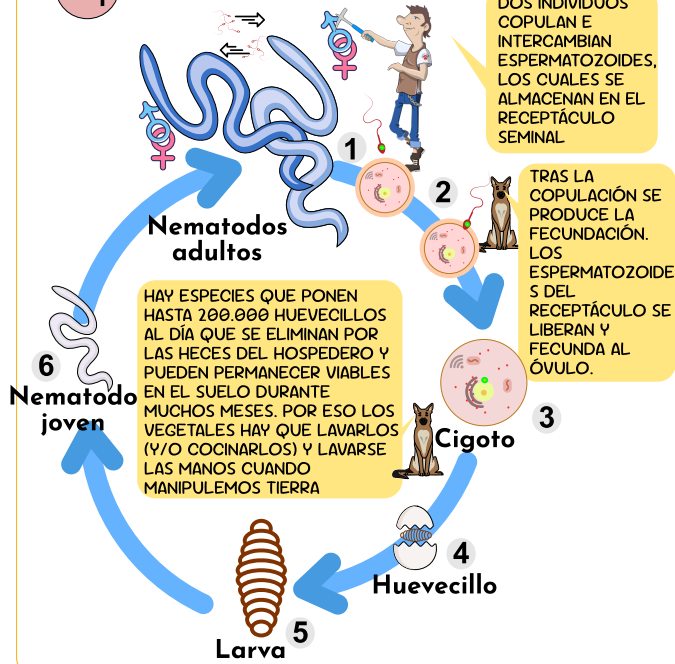 DOS INDIVIDUOS
COPULAN E
INTERCAMBIAN
ESPERMATOZOIDES,
LOS CUALES SE
ALMACENAN EN EL
RECEPTÁCULO
SEMINAL
1
2
TRAS LA
COPULACIÓN SE
PRODUCE LA
FECUNDACIÓN.
LOS
ESPERMATOZOIDE
S DEL
RECEPTÁCULO SE
LIBERAN Y
FECUNDA AL
ÓVULO.
Nematodos
adultos
HAY ESPECIES QUE PONEN
HASTA 200.000 HUEVECILLOS
AL DÍA QUE SE ELIMINAN POR
LAS HECES DEL HOSPEDERO Y
PUEDEN PERMANECER VIABLES
EN EL SUELO DURANTE
MUCHOS MESES. POR ESO LOS
VEGETALES HAY QUE LAVARLOS
(Y/O COCINARLOS) Y LAVARSE
LAS MANOS CUANDO
MANIPULEMOS TIERRA
6
Nematodo
joven
Cigoto
3
4
Huevecillo
5
Larva